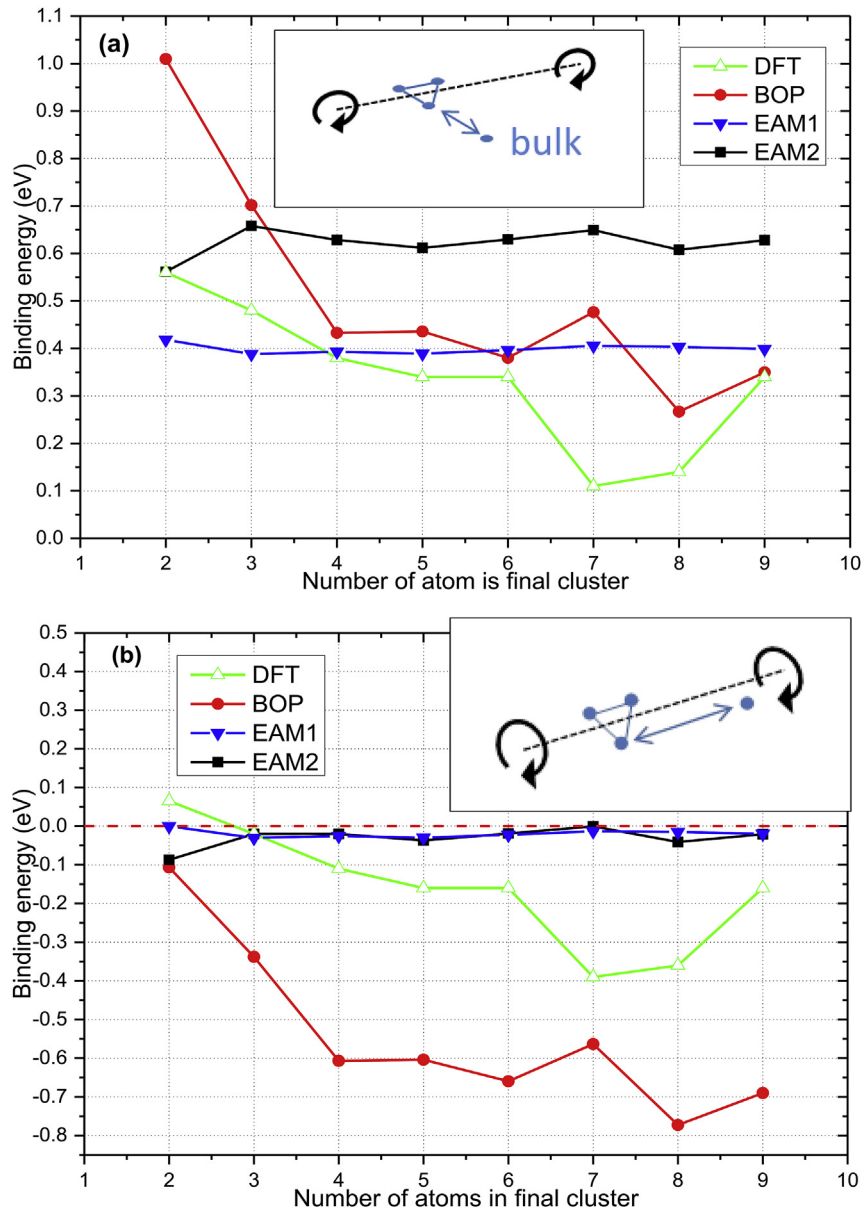 (a)
bulk
DFT
BOP
EAM1
EAM2
Binding energy (eV)
1.1
1.0
0.9
0.8
0.7
0.6
0.5
0.4
0.3
0.2
0.1
0.0
1 2 3 4 5 6 7 8 9 10
Number of atom is final cluster
(b)
DFT
BOP
EAM1
EAM2
Binding energy (eV)
0.5
0.4
0.3
0.2
0.1
0.0
-0.1
-0.2
-0.3
-0.4
-0.5
-0.6
-0.7
-0.8
1 2 3 4 5 6 7 8 9 10
Number of atoms in final cluster